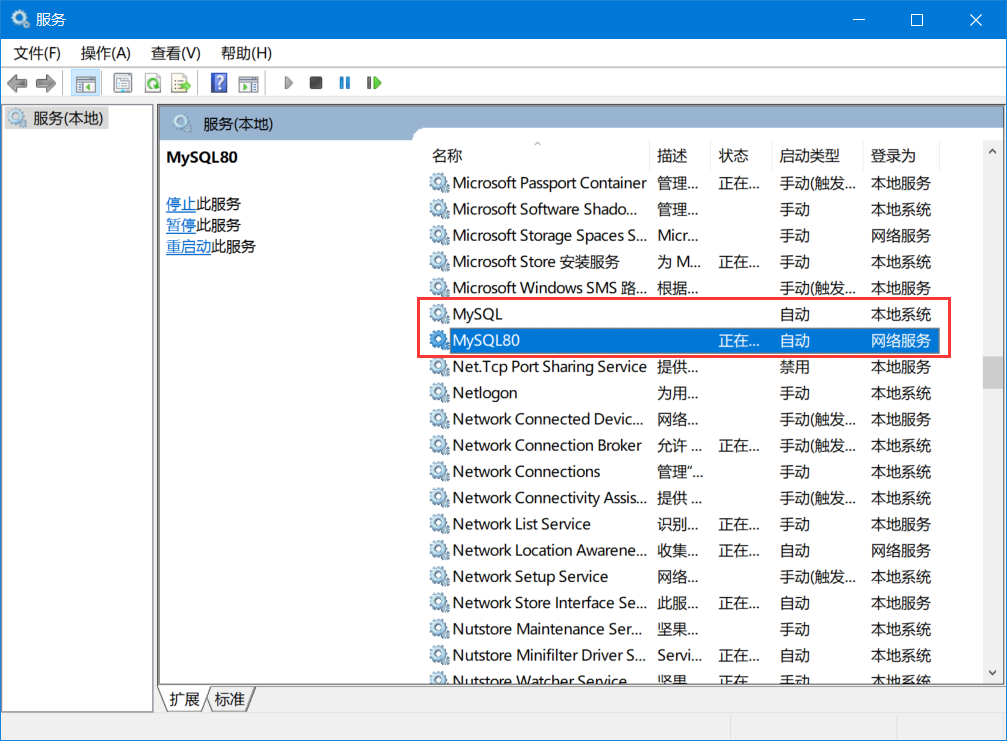 服务
文件(F) 操作(A) 查看(V) 帮助(H)
服务(本地)
服务(本地)
MySQL80
停止此服务
暂停此服务
重启动此服务
名称 描述 状态 启动类型 登录为
Microsoft Passport Container 管理... 正在... 手动(触发... 本地服务
Microsoft Software Shado... 管理... 手动 本地系统
Microsoft Storage Spaces S... Micr... 手动 网络服务
Microsoft Store 安装服务 为 M... 正在... 手动 本地系统
Microsoft Windows SMS 路... 根据... 手动(触发... 本地服务
MySQL 自动 本地系统
MySQL80 正在... 自动 网络服务
Net.Tcp Port Sharing Service 提供... 禁用 本地服务
Netlogon 为用... 手动 本地系统
Network Connected Devic... 网络... 手动(触发... 本地服务
Network Connection Broker 允许 ... 正在... 手动(触发... 本地系统
Network Connections 管理“... 手动 本地系统
Network Connectivity Assis... 提供 ... 手动(触发... 本地系统
Network List Service 识别... 正在... 手动 本地服务
Network Location Awarene... 收集... 正在... 自动 网络服务
Network Setup Service 网络... 手动(触发... 本地系统
Network Store Interface Se... 此服... 正在... 自动 本地服务
Nutstore Maintenance Ser... 坚果... 手动 本地系统
Nutstore Minifilter Driver S... Servi... 正在... 自动 本地系统
Nutstore Watcher Service 坚果 正在 手动 本地系统
扩展 标准